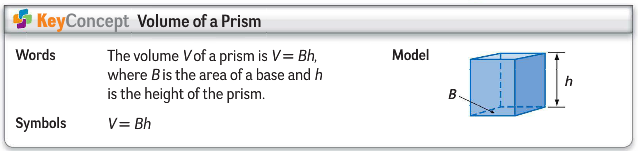 KeyConcept Volume of a Prism
Words
The volume V of a prism is V = Bh,
where B is the area of a base and h
is the height of the prism.
Symbols
V = Bh
Model
B
h